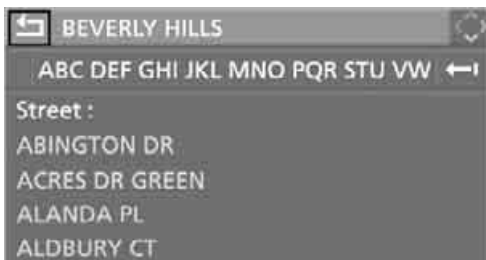 BEVERLY HILLS
ABC DEF GHI JKL MNO PQR STU VW
Street :
ABINGTON DR
ACRES DR GREEN
ALANDA PL
ALDBURY CT